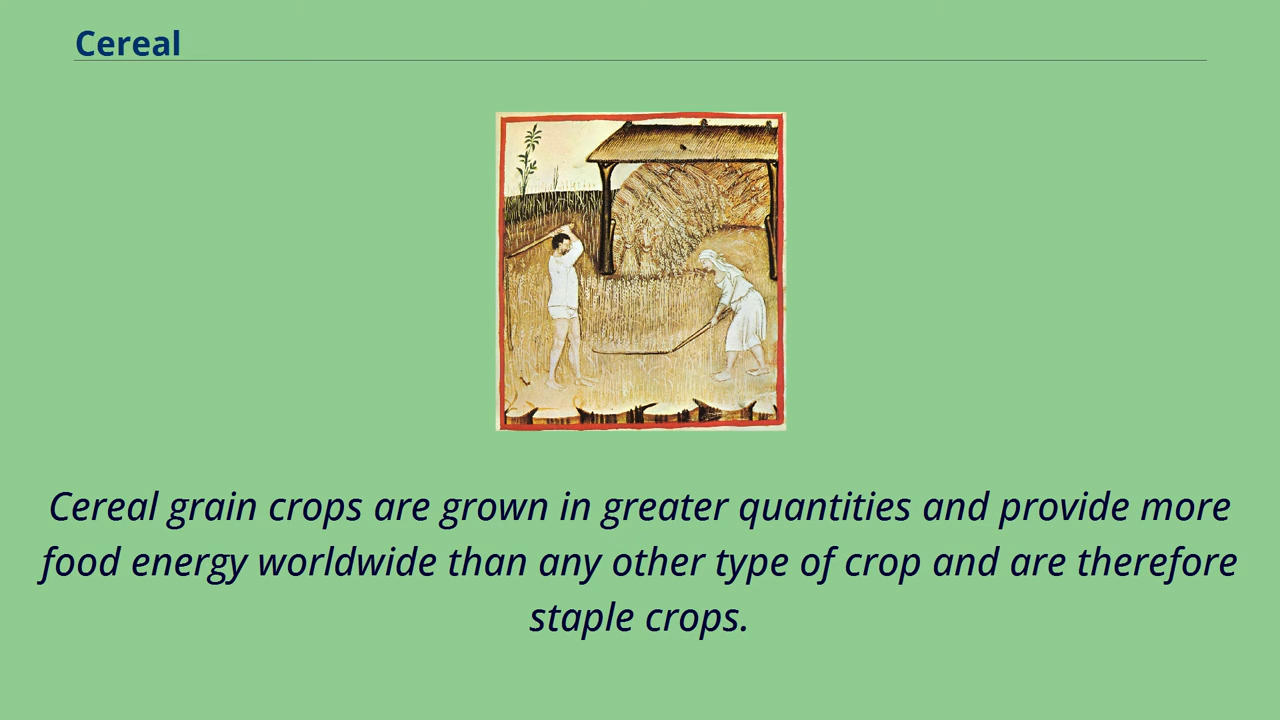 Cereal
Cereal grain crops are grown in greater quantities and provide more
food energy worldwide than any other type of crop and are therefore
staple crops.